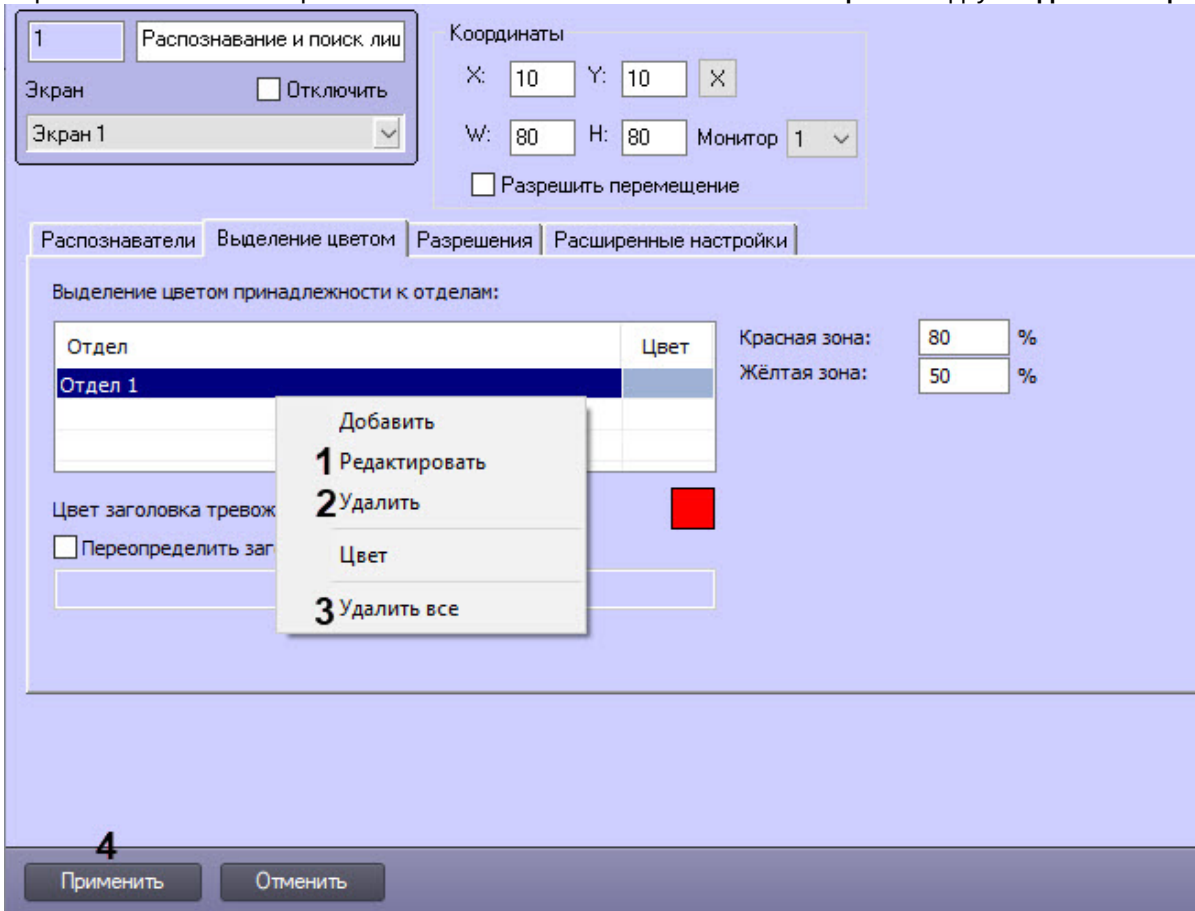 1 Распознавание и поиск лиц
Экран Отключить
Экран 1
Координаты
X: 10 Y: 10 X
W: 80 H: 80 Монитор 1
Разрешить перемещение
Распознаватели Выделение цветом Разрешения Расширенные настройки
Выделение цветом принадлежности к отделам:
Отдел Цвет
Отдел 1
Красная зона: 80 %
Жёлтая зона: 50 %
Добавить
1 Редактировать
2 Удалить
Цвет
3 Удалить все
Цвет заголовка тревож
Переопределить заг
4
Применить Отменить